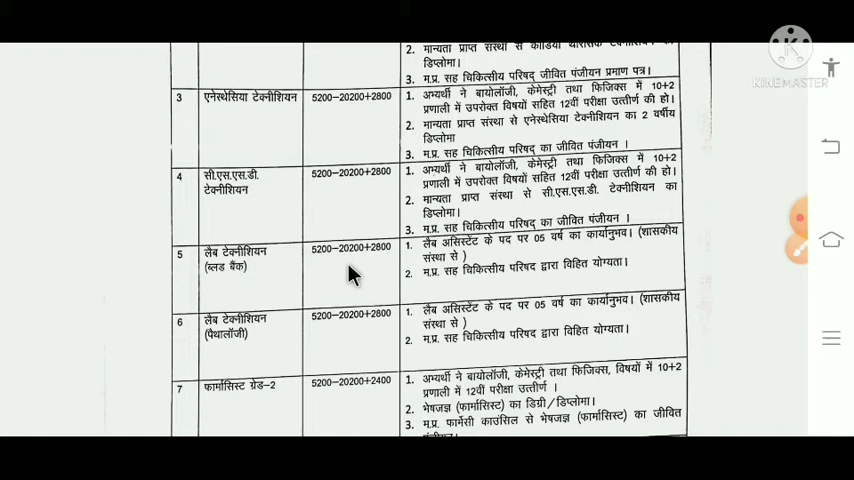 2. मान्यता प्राप्त संस्था से
डिप्लोमा।
3. म.प्र. सह चिकित्सीय परिषद् जीवित पंजीयन प्रमाण पत्र।
3 एनेस्थेसिया टेक्नीशियन 5200–20200+2800 1. अभ्यर्थी ने बायोलॉजी, केमेस्ट्री तथा फिजिक्स में 10+2
प्रणाली में उपरोक्त विषयों सहित 12वीं परीक्षा उत्तीर्ण की हो।
2. मान्यता प्राप्त संस्था से एनेस्थेसिया टेक्नीशियन का 2 वर्षीय
डिप्लोमा
3. म.प्र. सह चिकित्सीय परिषद् का जीवित पंजीयन ।
4 सी.एस.एस.डी. 5200–20200+2800 1. अभ्यर्थी ने बायोलॉजी, केमेस्ट्री तथा फिजिक्स में 10+2
टेक्नीशियन प्रणाली में उपरोक्त विषयों सहित 12वीं परीक्षा उत्तीर्ण की हो।
2. मान्यता प्राप्त संस्था से सी.एस.एस.डी. टेक्नीशियन का
डिप्लोमा।
3. म.प्र. सह चिकित्सीय परिषद् का जीवित पंजीयन ।
5 लैब टेक्नीशियन 5200–20200+2800 1. लैब असिस्टेंट के पद पर 05 वर्ष का कार्यानुभव। (शासकीय
(ब्लड बैंक) संस्था से )
2. म.प्र. सह चिकित्सीय परिषद द्वारा विहित योग्यता।
6 लैब टेक्नीशियन 5200–20200+2800 1. लैब असिस्टेंट के पद पर 05 वर्ष का कार्यानुभव। (शासकीय
(पैथालॉजी) संस्था से )
2. म.प्र. सह चिकित्सीय परिषद द्वारा विहित योग्यता।
7 फार्मासिस्ट ग्रेड–2 5200–20200+2400 1. अभ्यर्थी ने बायोलॉजी, केमेस्ट्री तथा फिजिक्स, विषयों में 10+2
प्रणाली में 12वीं परीक्षा उत्तीर्ण ।
2. भेषजज्ञ (फार्मासिस्ट) का डिग्री/डिप्लोमा।
3. म.प्र. फार्मेसी काउंसिल से भेषजज्ञ (फार्मासिस्ट) का जीवित
KINEMASTER